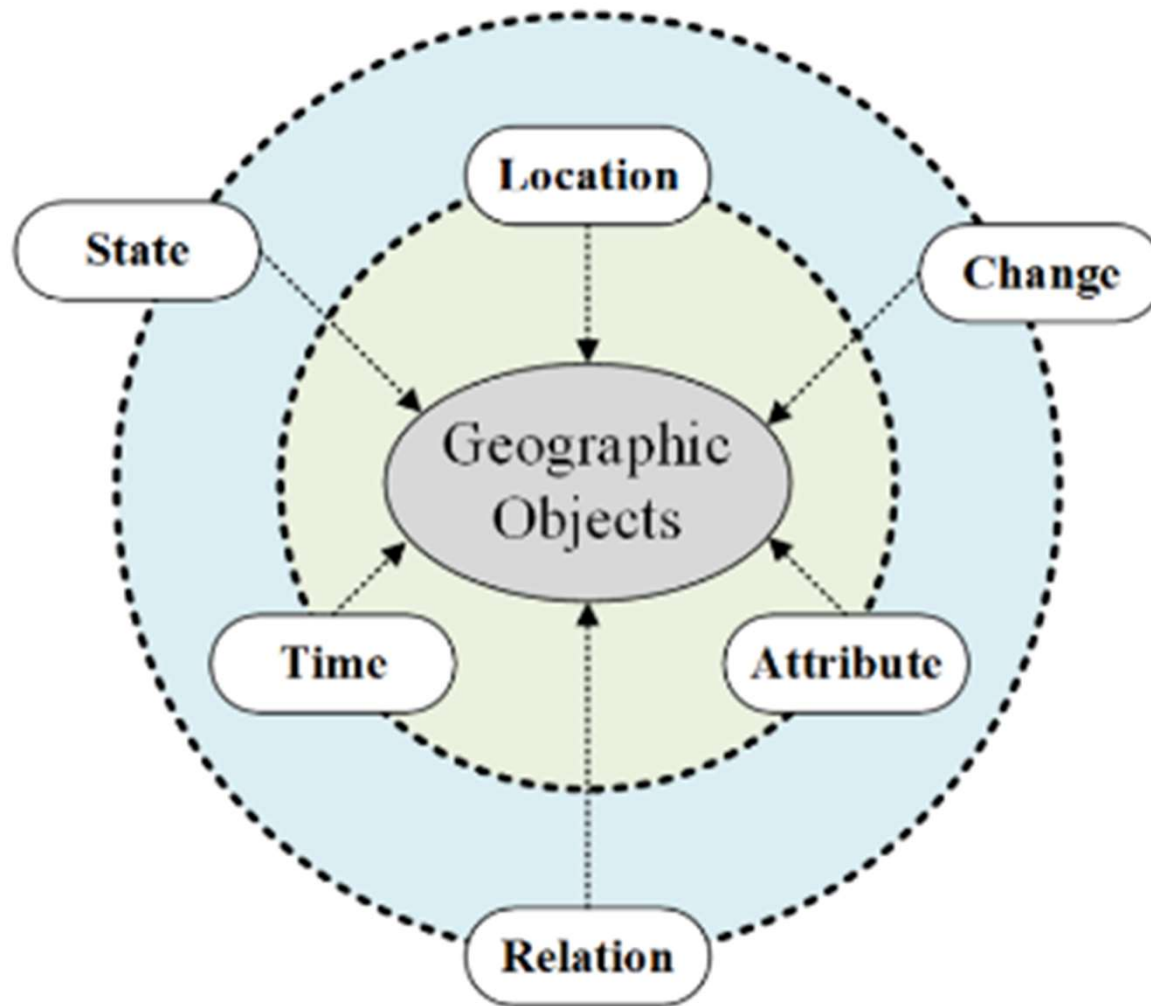 Location
State
Change
Geographic
Objects
Time
Attribute
Relation